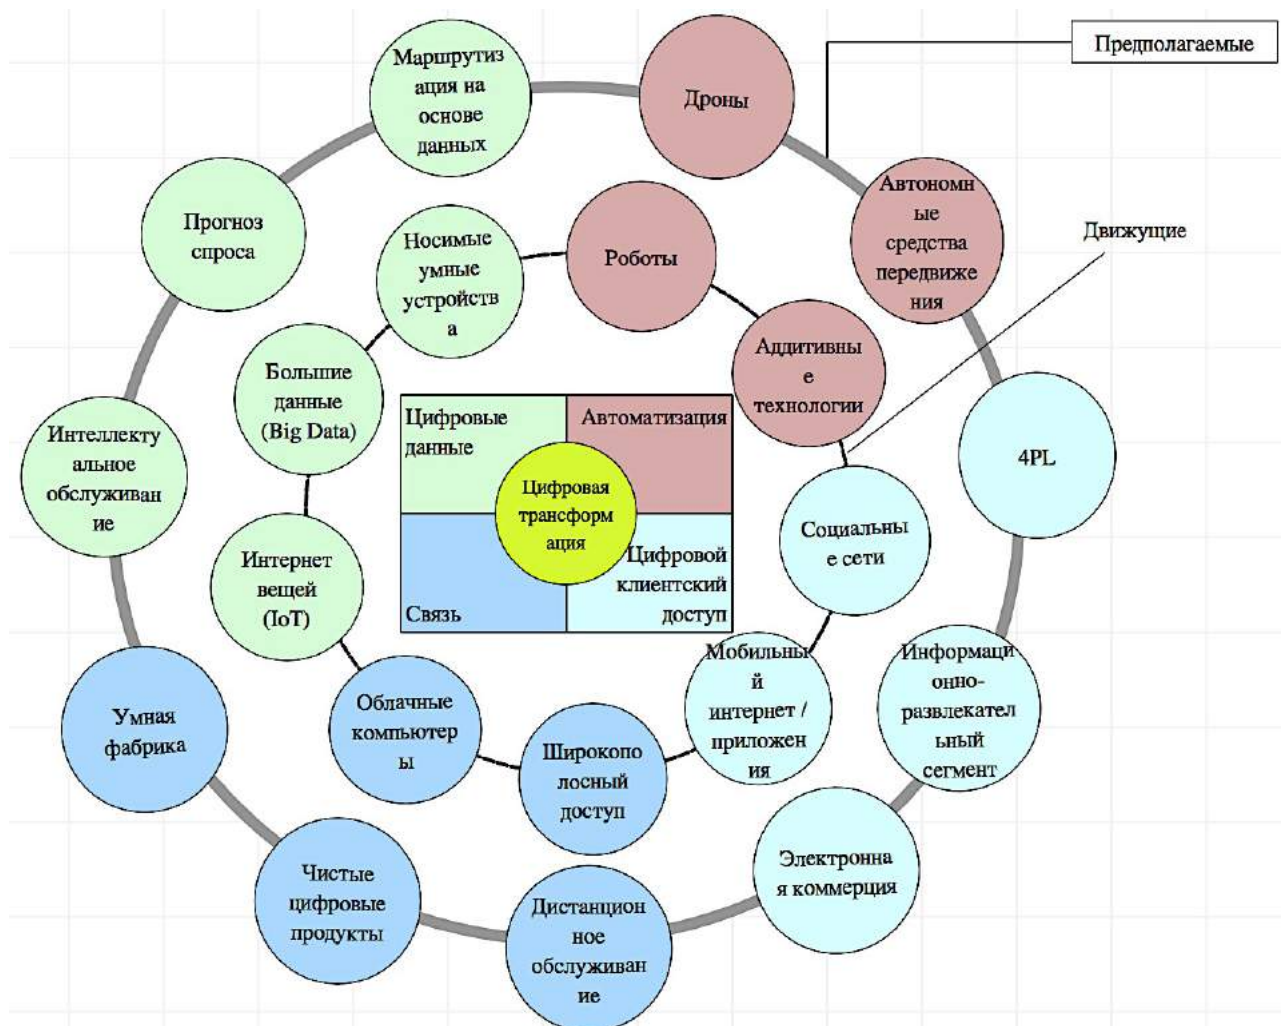 Предполагаемые
Маршрутиз
ация на
основе
данных
Дроны
Автономн
ые
средства
передвиже
ния
Движущие
Прогноз
спроса
Носимые
умные
устройств
а
Роботы
Аддитивны
е
технологии
Большие
данные
(Big Data)
Цифровые
данные
Автоматизация
Цифровая
трансформ
ация
Связь
Цифровой
клиентский
доступ
4PL
Интеллекту
альное
обслуживан
ие
Социальны
е сети
Интернет
вещей
(IoT)
Мобильны
й
интернет /
приложен
ия
Информаци
онно-
развлекател
ьный
сегмент
Умная
фабрика
Облачные
компьютер
ы
Широкопо
лосный
доступ
Электронна
я коммерция
Чистые
цифровые
продукты
Дистанцион
ное
обслуживан
ие